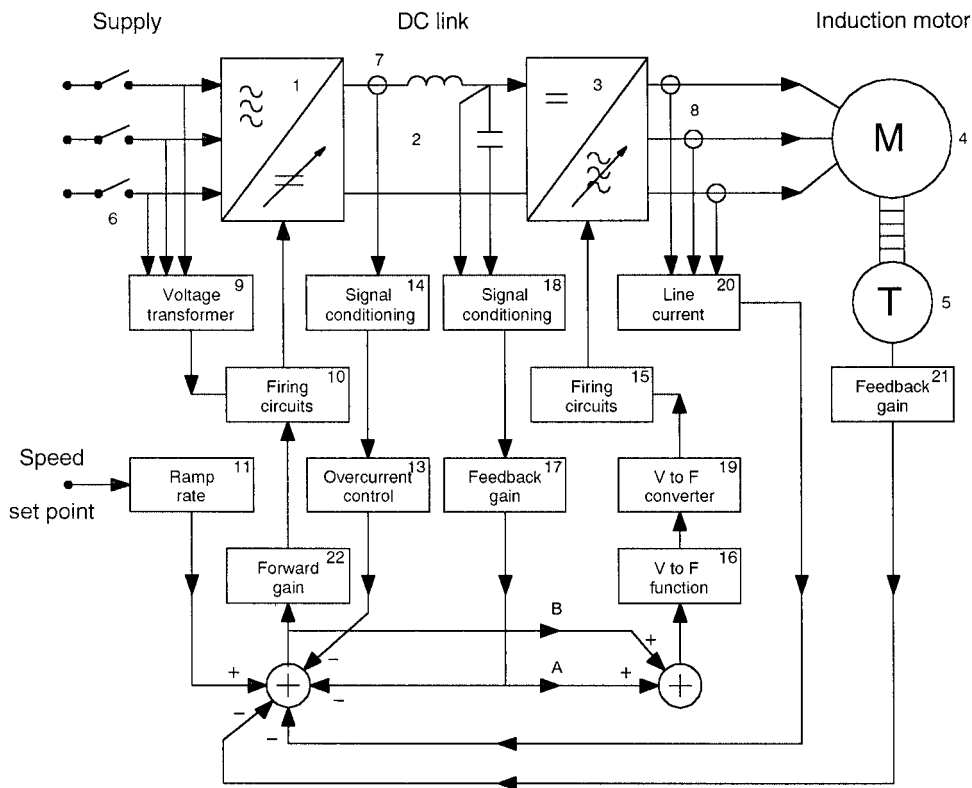 Supply
DC link
Induction motor
7
1
3
8
M
4
2
6
9
Voltage
transformer
14
Signal
conditioning
18
Signal
conditioning
20
Line
current
T
5
10
Firing
circuits
15
Firing
circuits
21
Feedback
gain
Speed
set point
11
Ramp
rate
13
Overcurrent
control
17
Feedback
gain
19
V to F
converter
22
Forward
gain
16
V to F
function
B
+
−
A
+
+
−
−
−